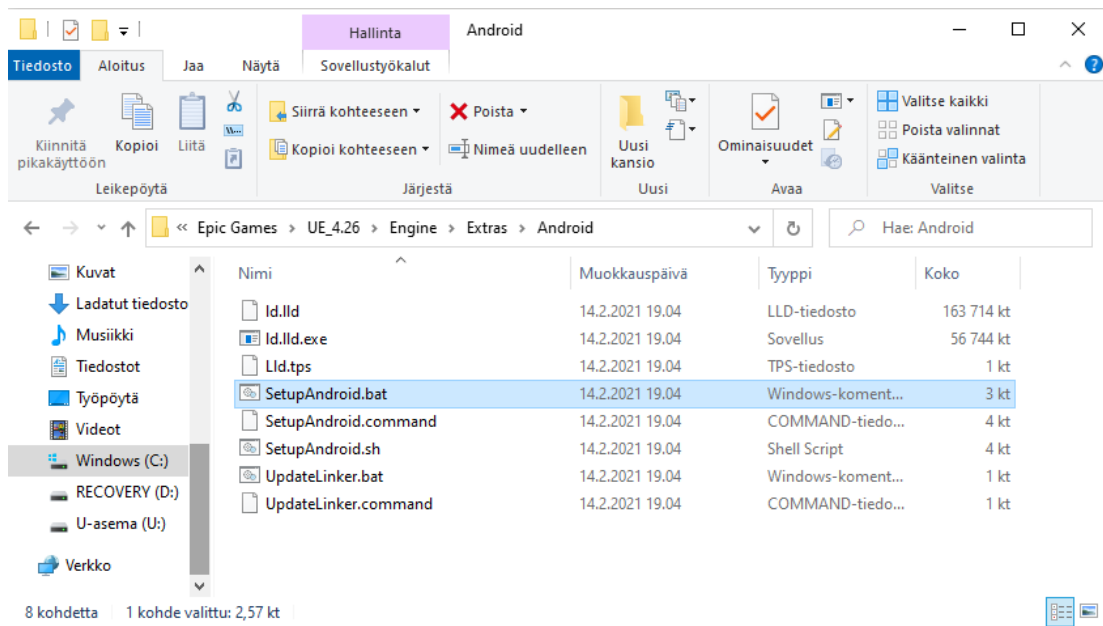 Hallinta Android
Tiedosto Aloitus Jaa Näytä Sovellustyökalut
Kiinnitä pikakäyttöön
Kopioi
Liitä
Leikepöytä
Siirrä kohteeseen
Kopioi kohteeseen
Poista
Nimeä uudelleen
Järjestä
Uusi kansio
Uusi
Ominaisuudet
Avaa
Valitse kaikki
Poista valinnat
Käänteinen valinta
Valitse
« Epic Games › UE_4.26 › Engine › Extras › Android
Hae: Android
Kuvat
Ladatut tiedosto
Musiikki
Tiedostot
Työpöytä
Videot
Windows (C:)
RECOVERY (D:)
U-asema (U:)
Verkko
Nimi Muokkauspäivä Tyyppi Koko
ld.lld 14.2.2021 19.04 LLD-tiedosto 163 714 kt
ld.lld.exe 14.2.2021 19.04 Sovellus 56 744 kt
Lld.tps 14.2.2021 19.04 TPS-tiedosto 1 kt
SetupAndroid.bat 14.2.2021 19.04 Windows-koment... 3 kt
SetupAndroid.command 14.2.2021 19.04 COMMAND-tiedo... 4 kt
SetupAndroid.sh 14.2.2021 19.04 Shell Script 4 kt
UpdateLinker.bat 14.2.2021 19.04 Windows-koment... 1 kt
UpdateLinker.command 14.2.2021 19.04 COMMAND-tiedo... 1 kt
8 kohdetta 1 kohde valittu: 2,57 kt